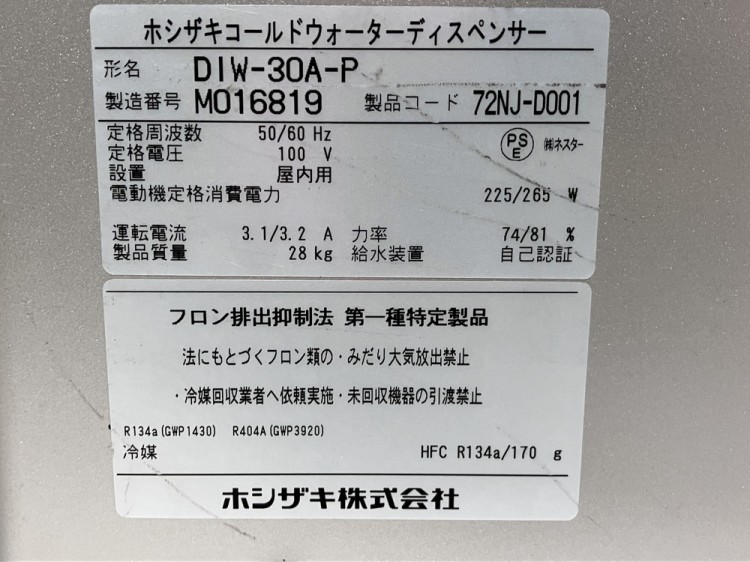 ホシザキコールドウォーターディスペンサー
形名 DIW-30A-P
製造番号 M016819 製品コード 72NJ-D001
定格周波数 50/60 Hz PSE ㈱ネスター
定格電圧 100 V
設置 屋内用
電動機定格消費電力 225/265 W
運転電流 3.1/3.2 A 力率 74/81 %
製品質量 28 kg 給水装置 自己認証
フロン排出抑制法 第一種特定製品
法にもとづくフロン類の・みだり大気放出禁止
・冷媒回収業者へ依頼実施・未回収機器の引渡禁止
R134a(GWP1430) R404A(GWP3920)
冷媒 HFC R134a/170 g
ホシザキ株式会社